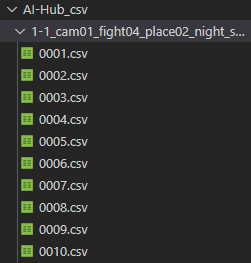 AI-Hub_csv
1-1_cam01_fight04_place02_night_s...
0001.csv
0002.csv
0003.csv
0004.csv
0005.csv
0006.csv
0007.csv
0008.csv
0009.csv
0010.csv